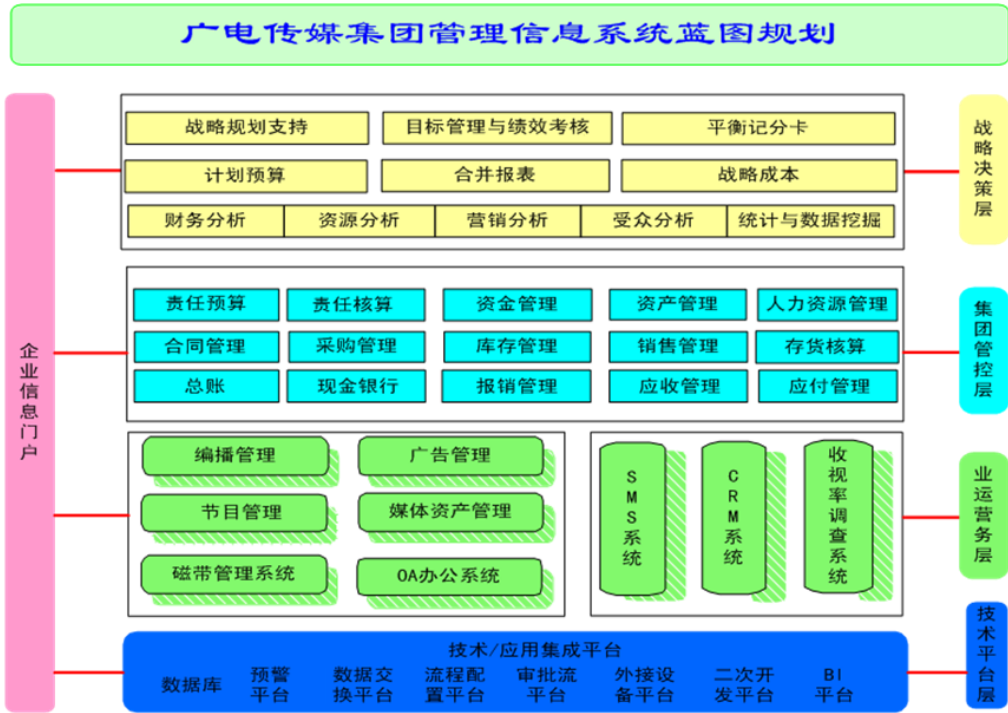 广电传媒集团管理信息系统蓝图规划
企业信息门户
战略规划支持
目标管理与绩效考核
平衡记分卡
计划预算
合并报表
战略成本
财务分析
资源分析
营销分析
受众分析
统计与数据挖掘
战略决策层
责任预算
责任核算
资金管理
资产管理
人力资源管理
合同管理
采购管理
库存管理
销售管理
存货核算
总账
现金银行
报销管理
应收管理
应付管理
集团管控层
编播管理
广告管理
节目管理
媒体资产管理
磁带管理系统
OA办公系统
SMS系统
CRM系统
收视率调查系统
业运营务层
技术/应用集成平台
数据库
预警
平台
数据交
换平台
流程配
置平台
审批流
平台
外接设
备平台
二次开
发平台
BI
平台
技术平台层